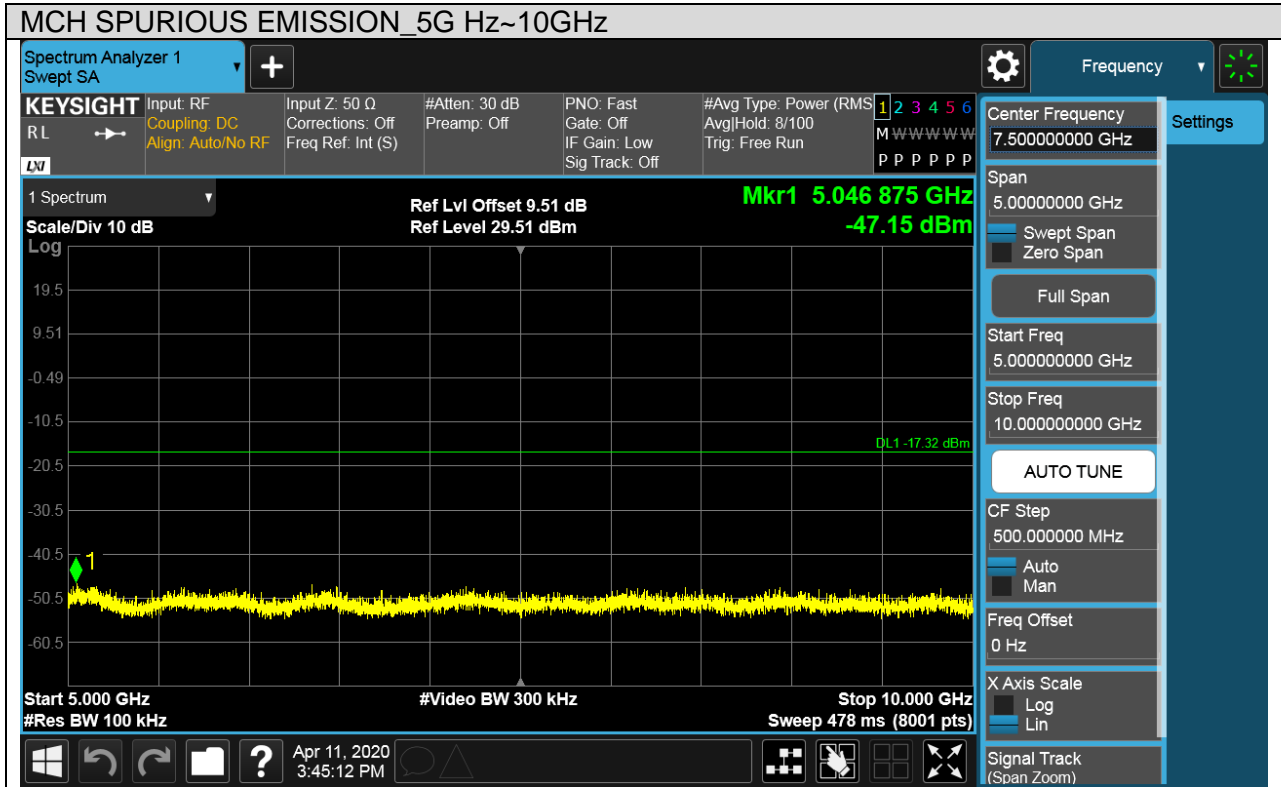 MCH SPURIOUS EMISSION_5G Hz~10GHz
Spectrum Analyzer 1
Swept SA
+
Frequency
KEYSIGHT
RL
LXI
Input: RF
Coupling: DC
Align: Auto/No RF
Input Z: 50 Ω
Corrections: Off
Freq Ref: Int (S)
#Atten: 30 dB
Preamp: Off
PNO: Fast
Gate: Off
IF Gain: Low
Sig Track: Off
#Avg Type: Power (RMS
Avg|Hold: 8/100
Trig: Free Run
1 2 3 4 5 6
M W W W W W
P P P P P P
1 Spectrum
Scale/Div 10 dB
Log
Ref Lvl Offset 9.51 dB
Ref Level 29.51 dBm
Mkr1 5.046 875 GHz
-47.15 dBm
19.5
9.51
-0.49
-10.5
DL1 -17.32 dBm
-20.5
-30.5
-40.5
1
-50.5
-60.5
Start 5.000 GHz
#Res BW 100 kHz
#Video BW 300 kHz
Stop 10.000 GHz
Sweep 478 ms (8001 pts)
?
Apr 11, 2020
3:45:12 PM
Center Frequency
7.500000000 GHz
Settings
Span
5.00000000 GHz
Swept Span
Zero Span
Full Span
Start Freq
5.000000000 GHz
Stop Freq
10.000000000 GHz
AUTO TUNE
CF Step
500.000000 MHz
Auto
Man
Freq Offset
0 Hz
X Axis Scale
Log
Lin
Signal Track
(Span Zoom)